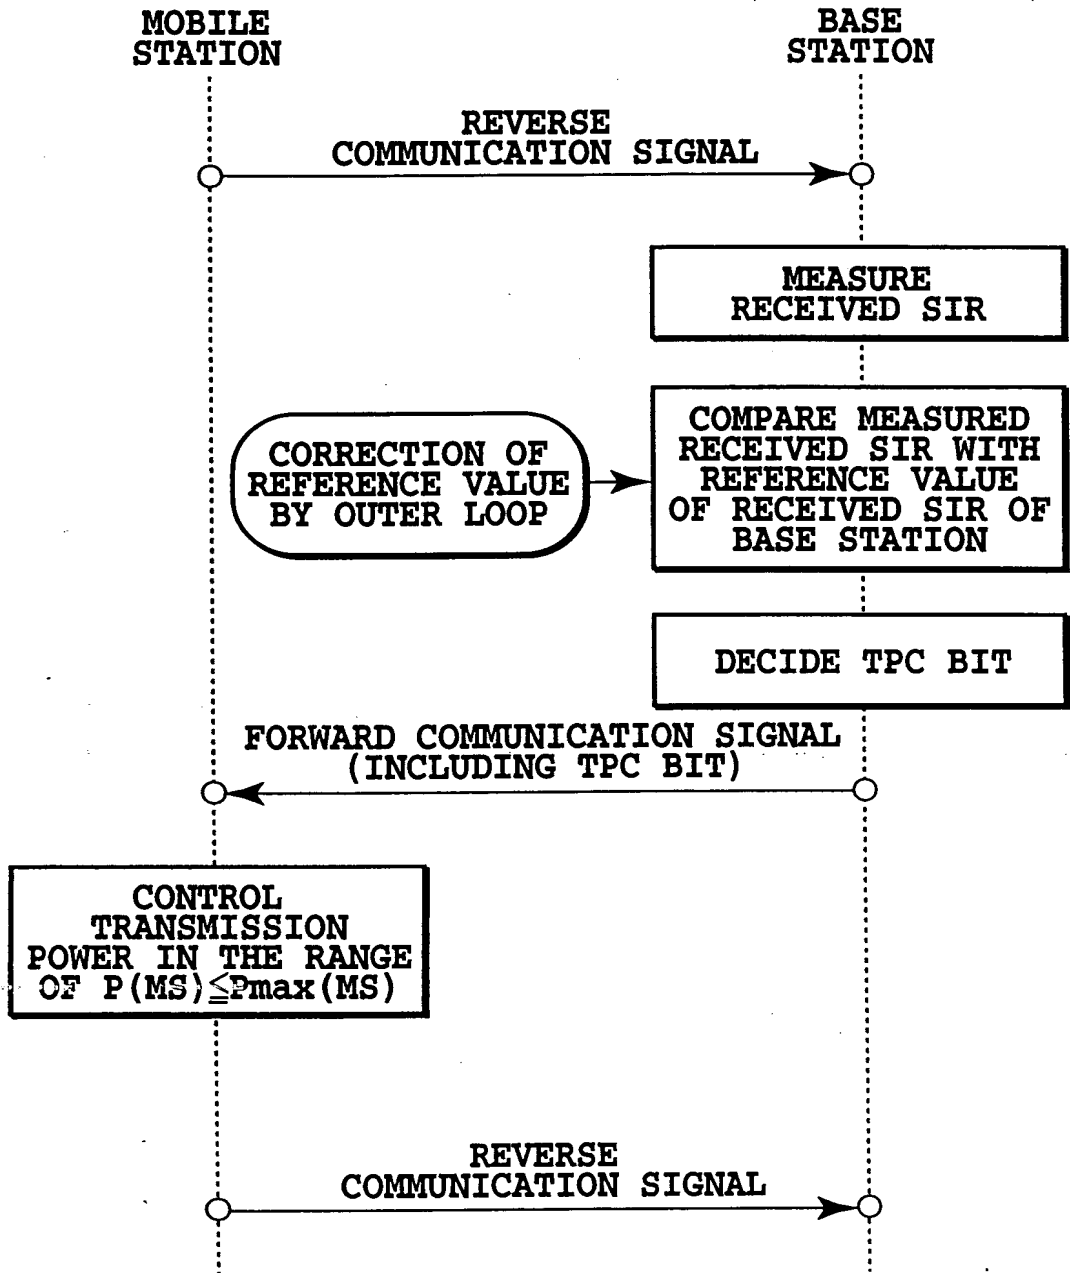 MOBILE
STATION
BASE
STATION
REVERSE
COMMUNICATION SIGNAL
MEASURE
RECEIVED SIR
CORRECTION OF
REFERENCE VALUE
BY OUTER LOOP
COMPARE MEASURED
RECEIVED SIR WITH
REFERENCE VALUE
OF RECEIVED SIR OF
BASE STATION
DECIDE TPC BIT
FORWARD COMMUNICATION SIGNAL
(INCLUDING TPC BIT)
CONTROL
TRANSMISSION
POWER IN THE RANGE
OF P(MS)≦Pmax(MS)
REVERSE
COMMUNICATION SIGNAL